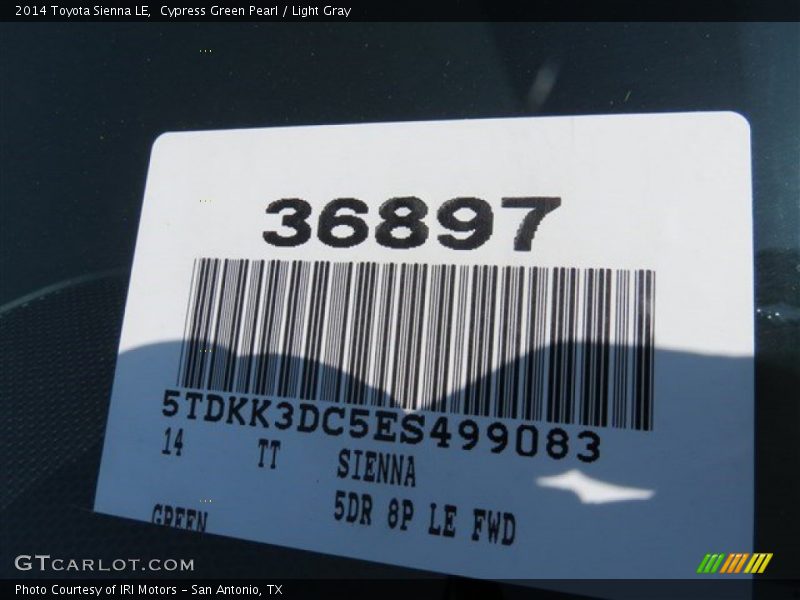 2014 Toyota Sienna LE, Cypress Green Pearl / Light Gray
36897
5TDKK3DC5ES499083
14 TT SIENNA
5DR 8P LE FWD
GREEN
GTCARLOT.COM
Photo Courtesy of IRI Motors - San Antonio, TX